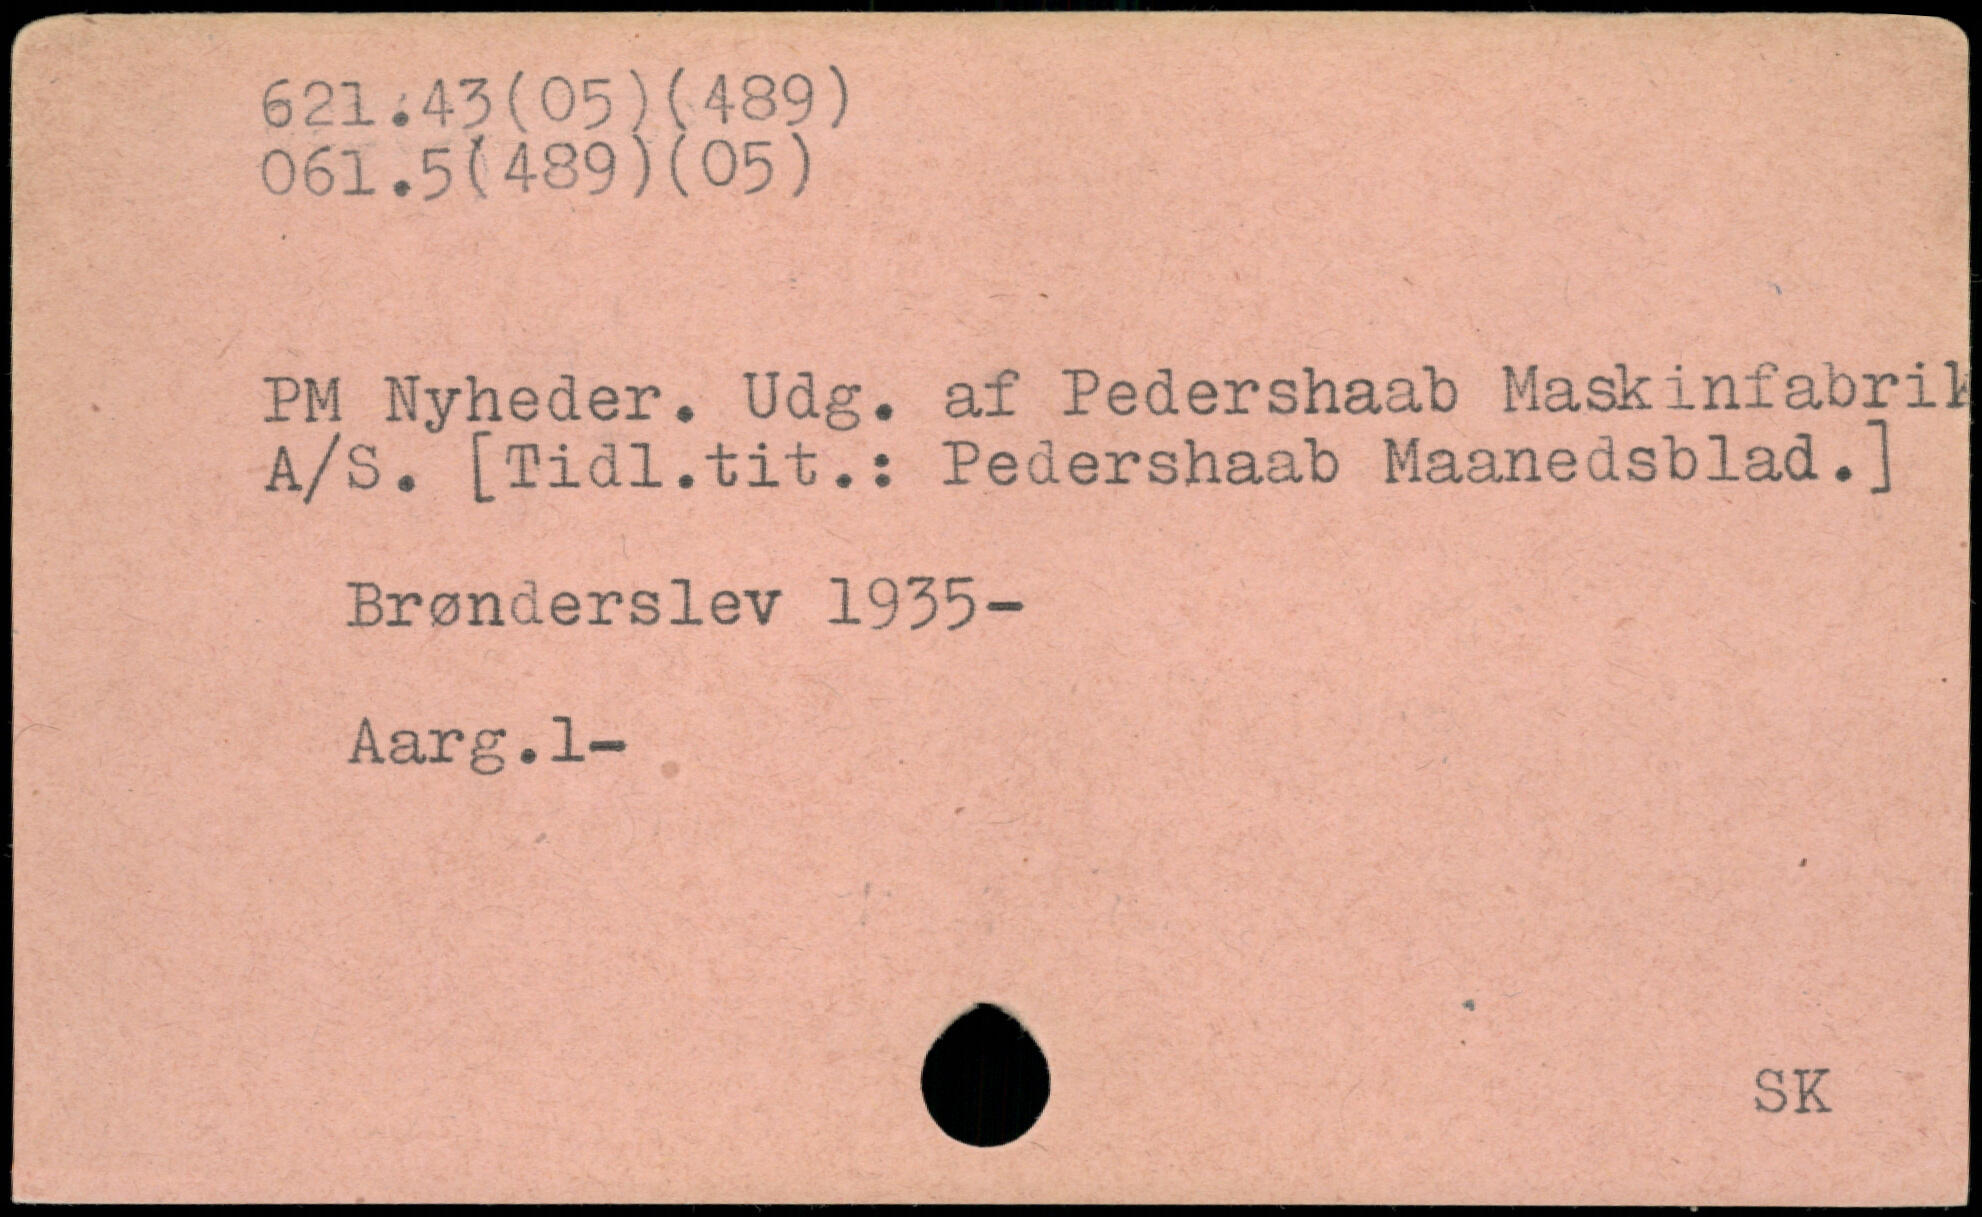 621.43(05)(489)
061.5(489)(05)
PM Nyheder. Udg. af Pedershaab Maskinfabrik
A/S. [Tidl.tit.: Pedershaab Maanedsblad.]
Brønderslev 1935-
Aarg.1-
SK